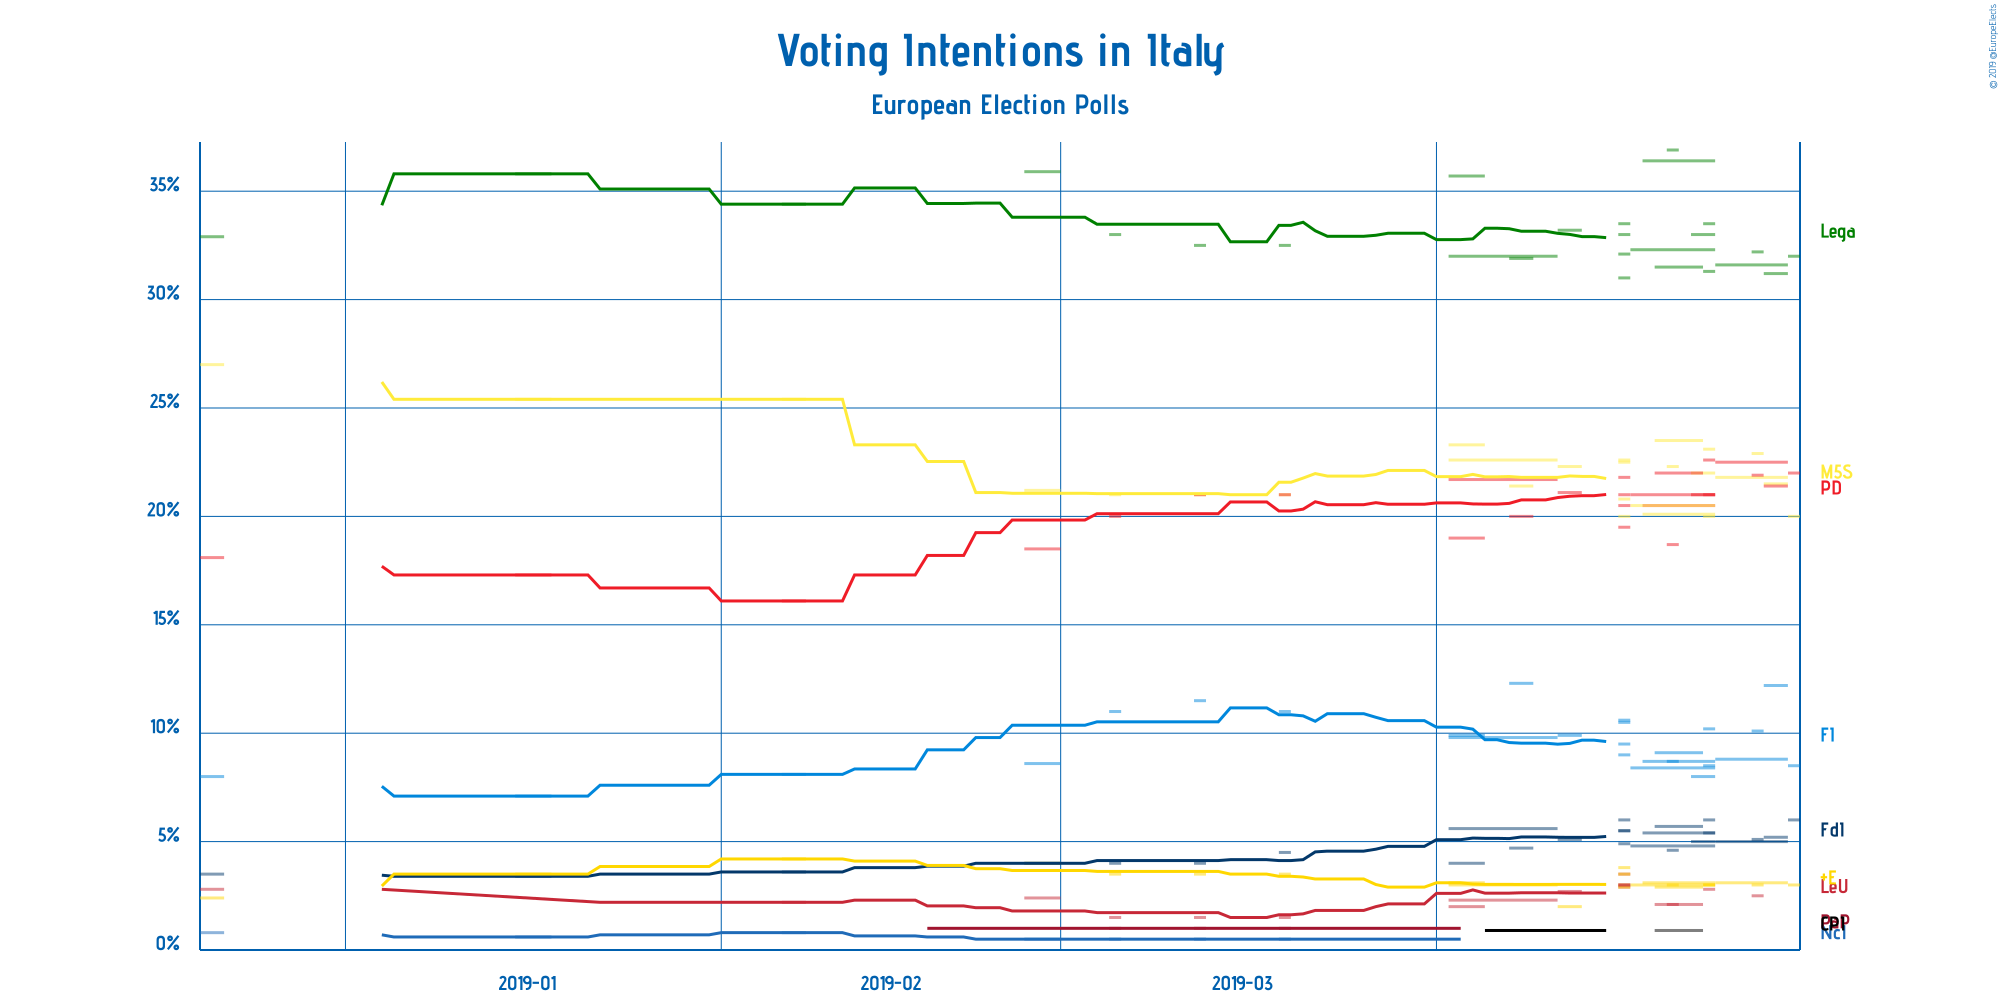 © 2019 @EuropeElects
Voting Intentions in Italy
European Election Polls
35%
30%
25%
20%
15%
10%
5%
0%
Lega
M5S
PD
FI
FdI
+E
LeU
PaP
NcI
2019-01
2019-02
2019-03